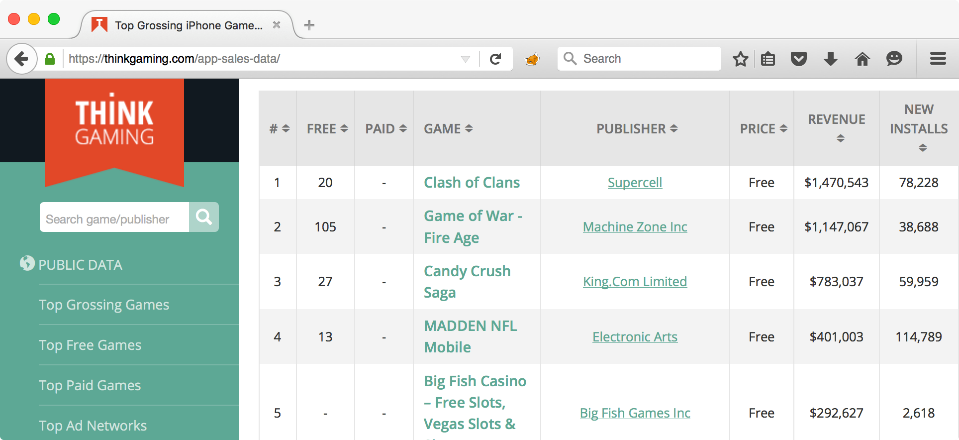 Top Grossing iPhone Game...
https://thinkgaming.com/app-sales-data/
Search
THiNK
GAMING
Search game/publisher
PUBLIC DATA
Top Grossing Games
Top Free Games
Top Paid Games
Top Ad Networks
# FREE PAID GAME PUBLISHER PRICE REVENUE NEW INSTALLS
1 20 - Clash of Clans Supercell Free $1,470,543 78,228
2 105 - Game of War - Fire Age Machine Zone Inc Free $1,147,067 38,688
3 27 - Candy Crush Saga King.Com Limited Free $783,037 59,959
4 13 - MADDEN NFL Mobile Electronic Arts Free $401,003 114,789
5 - - Big Fish Casino – Free Slots, Vegas Slots & Big Fish Games Inc Free $292,627 2,618